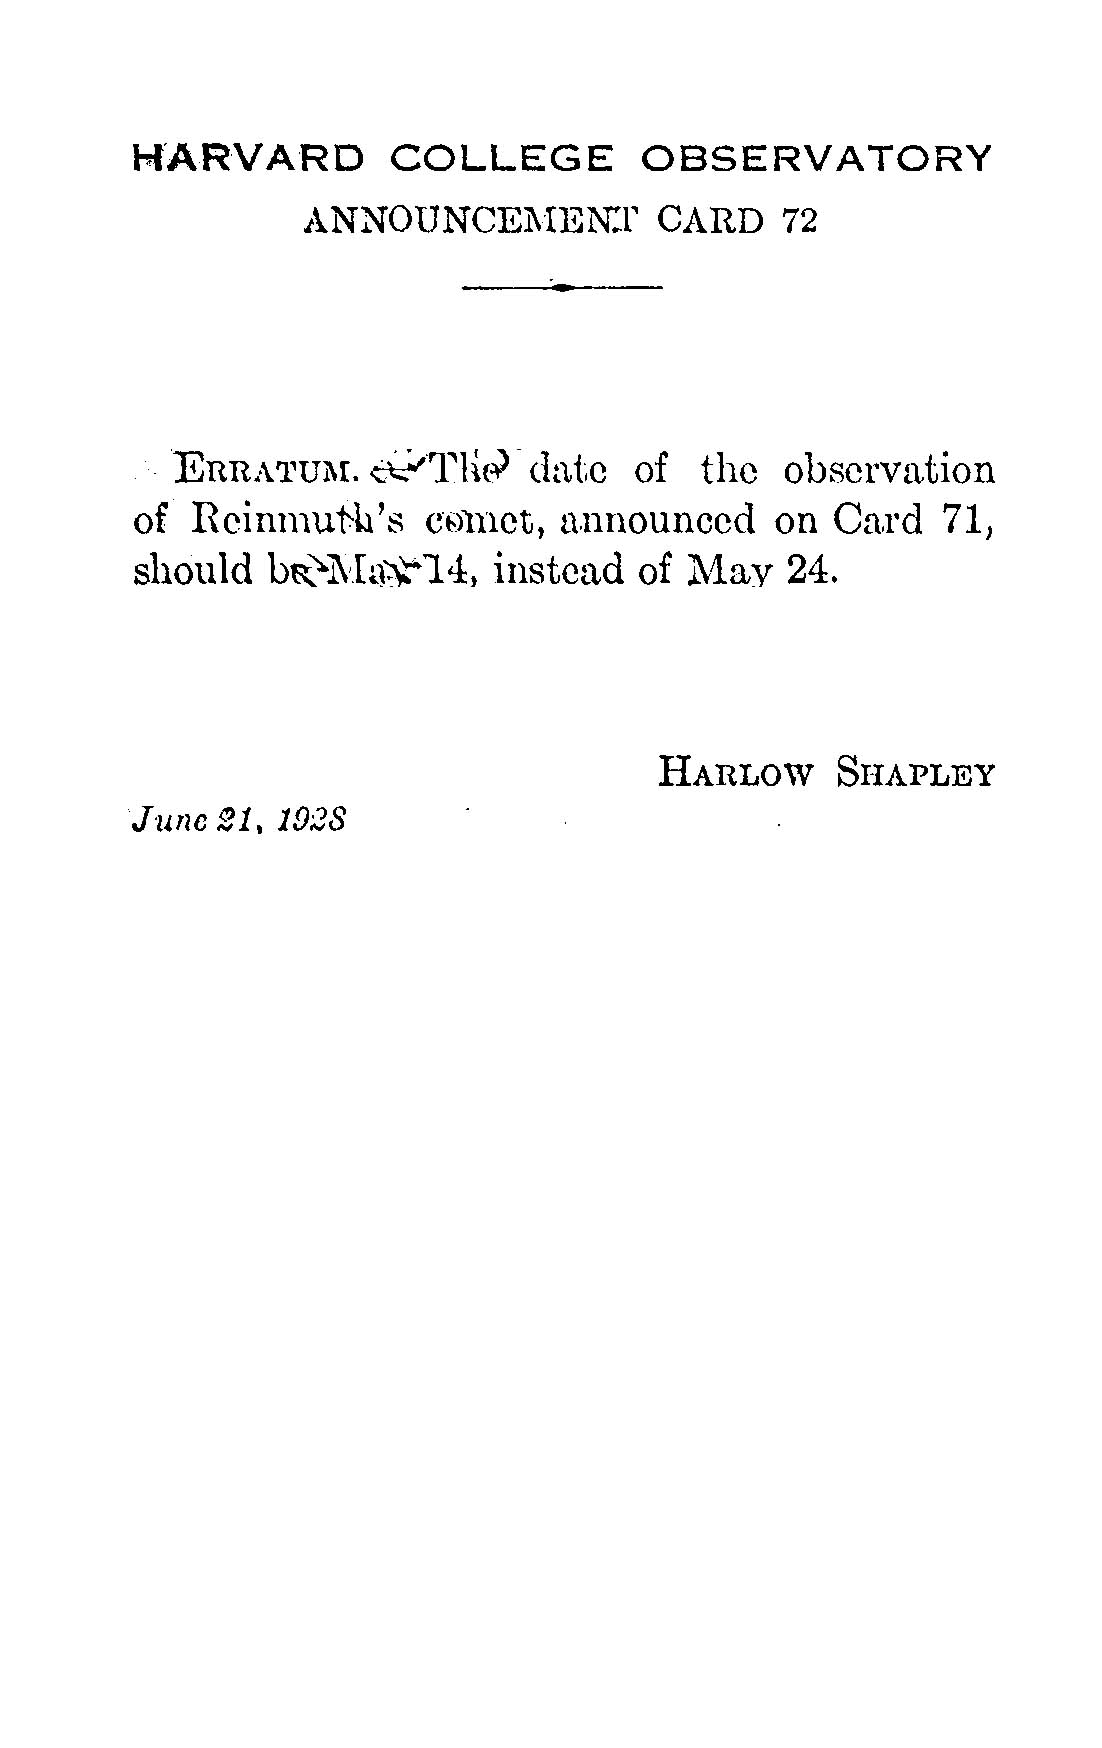 HARVARD COLLEGE OBSERVATORY
ANNOUNCEMENT CARD 72
ERRATUM. The date of the observation
of Reinmuth's comet, announced on Card 71,
should be May 14, instead of May 24.
HARLOW SHAPLEY
June 21, 1928